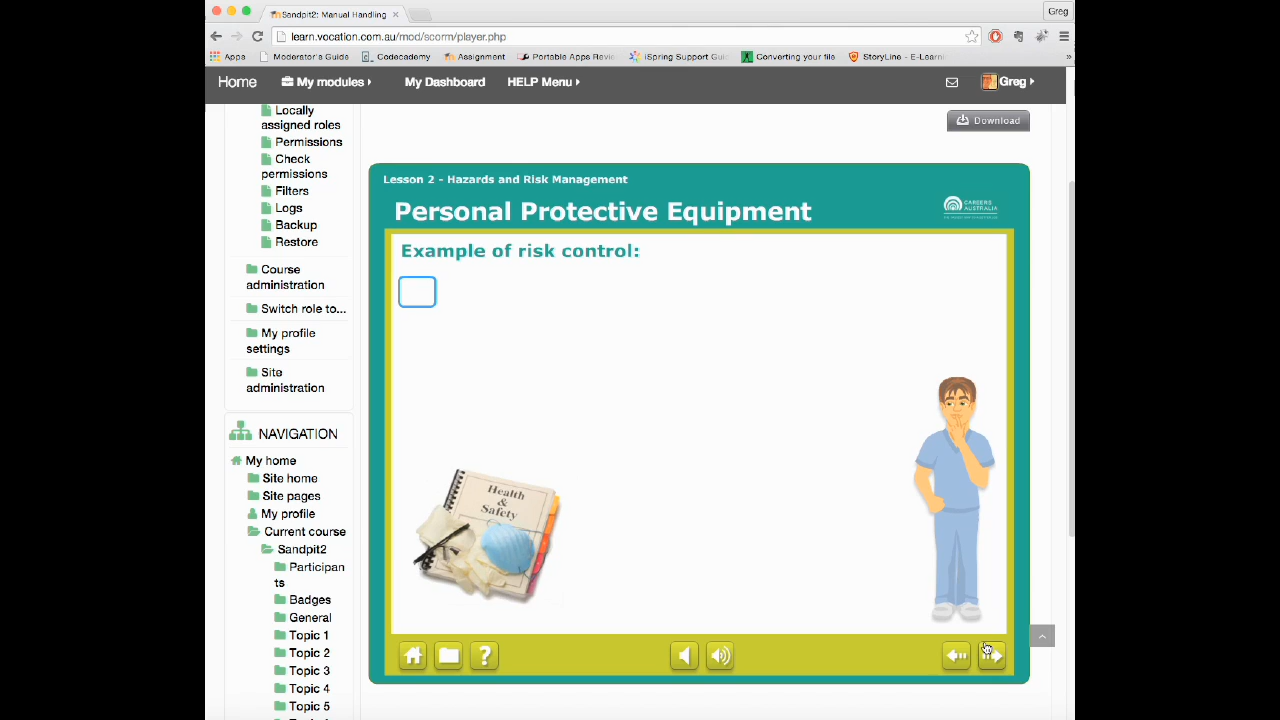 Sandpit2: Manual Handling
Greg
learn.vocation.com.au/mod/scorm/player.php
Apps
Moderator's Guide
Codecademy
Assignment
Portable Apps Revie
iSpring Support Gui
Converting your file
StoryLine - E-Learni
»
Home
My modules
My Dashboard
HELP Menu
Greg
Locally
assigned roles
Permissions
Check
permissions
Filters
Logs
Backup
Restore
Course
administration
Switch role to...
My profile
settings
Site
administration
NAVIGATION
My home
Site home
Site pages
My profile
Current course
Sandpit2
Participan
ts
Badges
General
Topic 1
Topic 2
Topic 3
Topic 4
Topic 5
Download
Lesson 2 - Hazards and Risk Management
Personal Protective Equipment
CAREERS
AUSTRALIA
Example of risk control:
Health
&
Safety
?